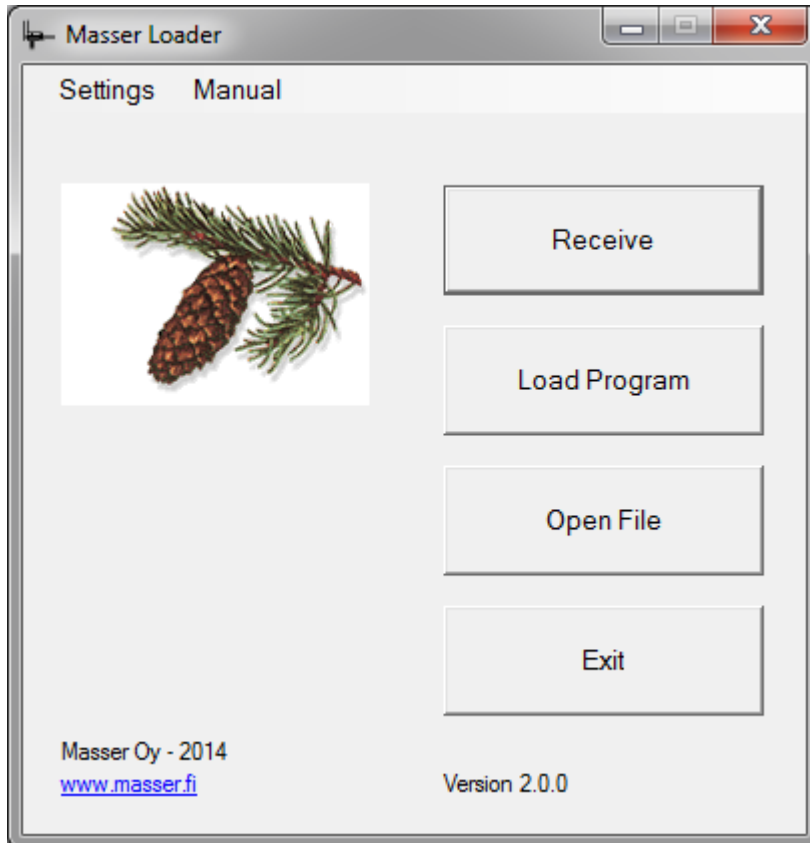 Masser Loader
Settings Manual
Receive
Load Program
Open File
Exit
Masser Oy - 2014
www.masser.fi
Version 2.0.0